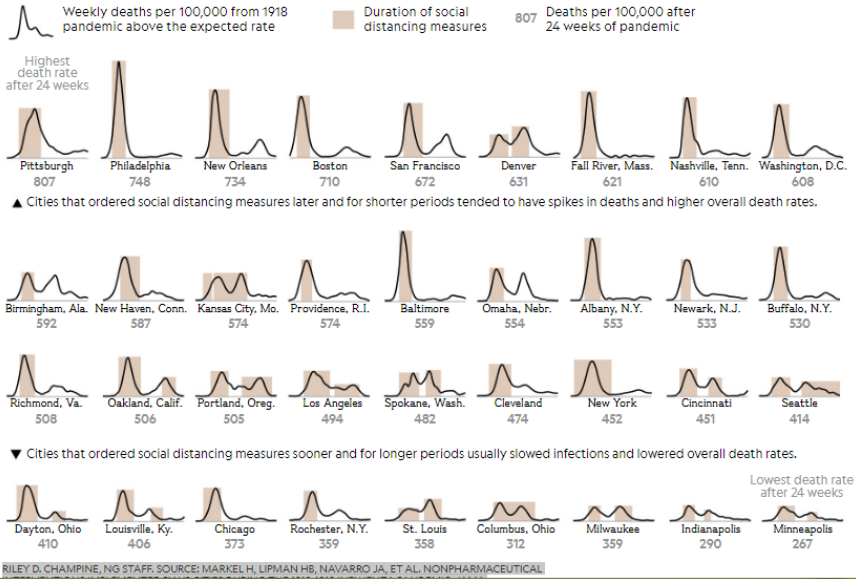 Weekly deaths per 100,000 from 1918
pandemic above the expected rate
Duration of social
distancing measures
807 Deaths per 100,000 after
24 weeks of pandemic
Highest
death rate
after 24 weeks
Pittsburgh Philadelphia New Orleans Boston San Francisco Denver Fall River, Mass. Nashville, Tenn. Washington, D.C.
807 748 734 710 672 631 621 610 608
▲ Cities that ordered social distancing measures later and for shorter periods tended to have spikes in deaths and higher overall death rates.
Birmingham, Ala. New Haven, Conn. Kansas City, Mo. Providence, R.I. Baltimore Omaha, Nebr. Albany, N.Y. Newark, N.J. Buffalo, N.Y.
592 587 574 574 559 554 553 533 530
Richmond, Va. Oakland, Calif. Portland, Oreg. Los Angeles Spokane, Wash. Cleveland New York Cincinnati Seattle
508 506 505 494 482 474 452 451 414
▼ Cities that ordered social distancing measures sooner and for longer periods usually slowed infections and lowered overall death rates.
Lowest death rate
after 24 weeks
Dayton, Ohio Louisville, Ky. Chicago Rochester, N.Y. St. Louis Columbus, Ohio Milwaukee Indianapolis Minneapolis
410 406 373 359 358 312 359 290 267
RILEY D. CHAMPINE, NG STAFF. SOURCE: MARKEL H, LIPMAN HB, NAVARRO JA, ET AL. NONPHARMACEUTICAL